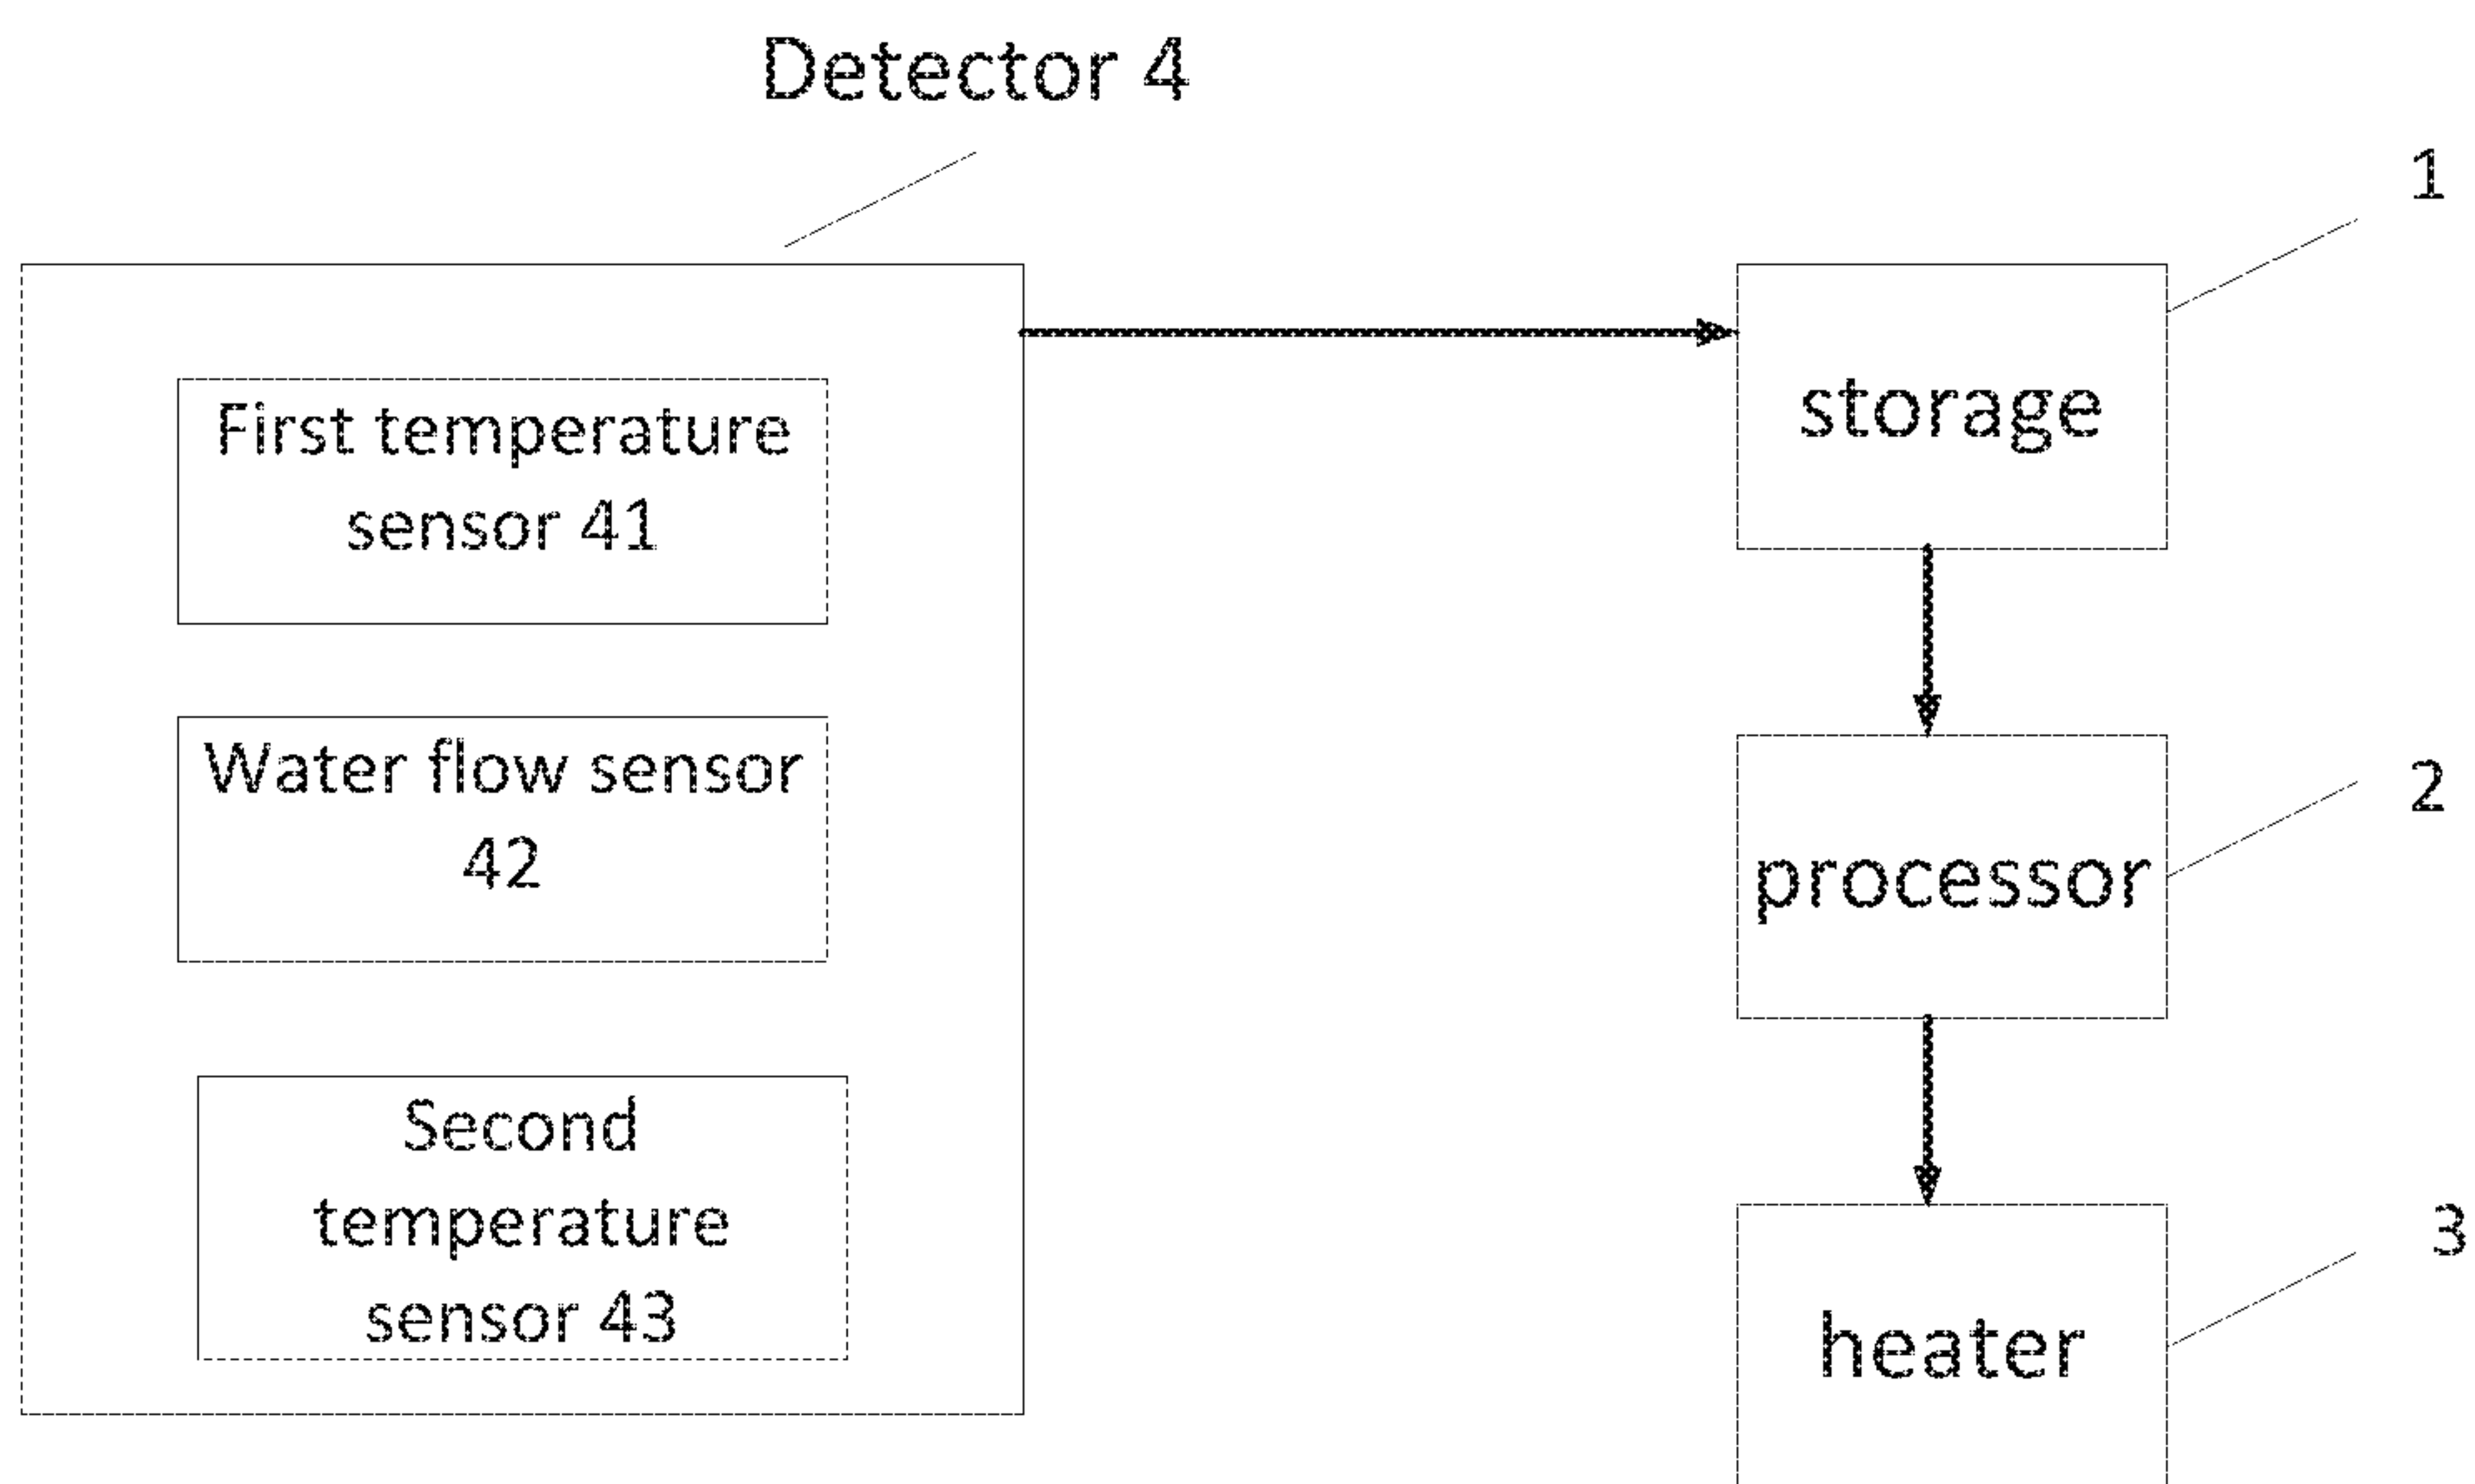 Detector 4
1
First temperature
sensor 41
storage
Water flow sensor
42
2
processor
Second
temperature
sensor 43
3
heater